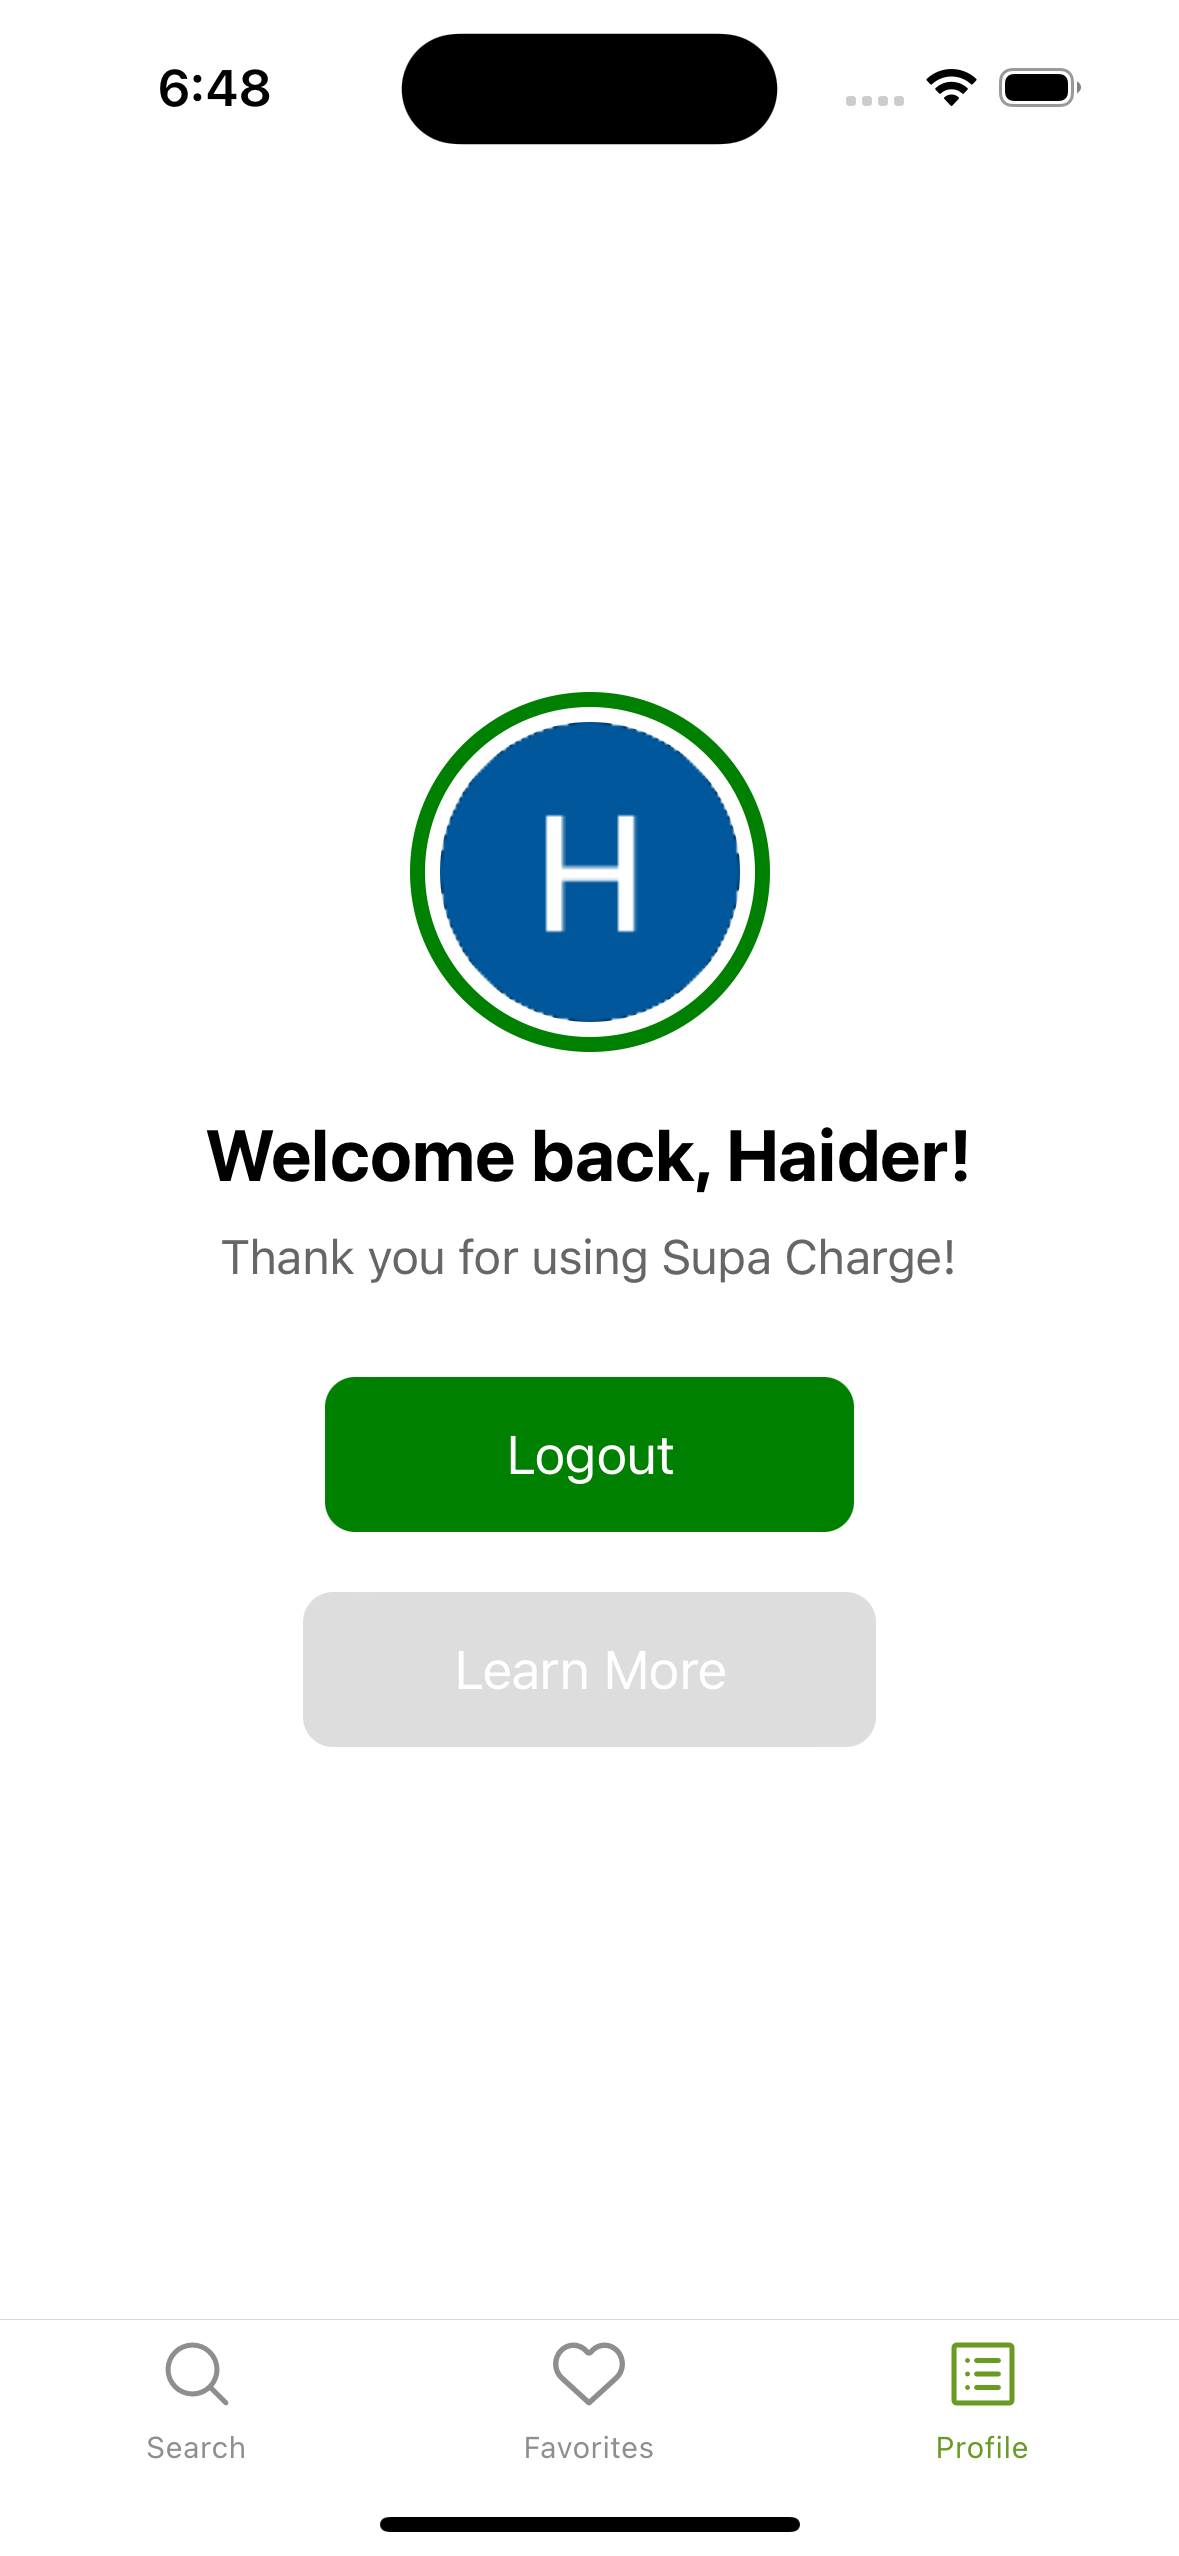 6:48
H
Welcome back, Haider!
Thank you for using Supa Charge!
Logout
Learn More
Search
Favorites
Profile